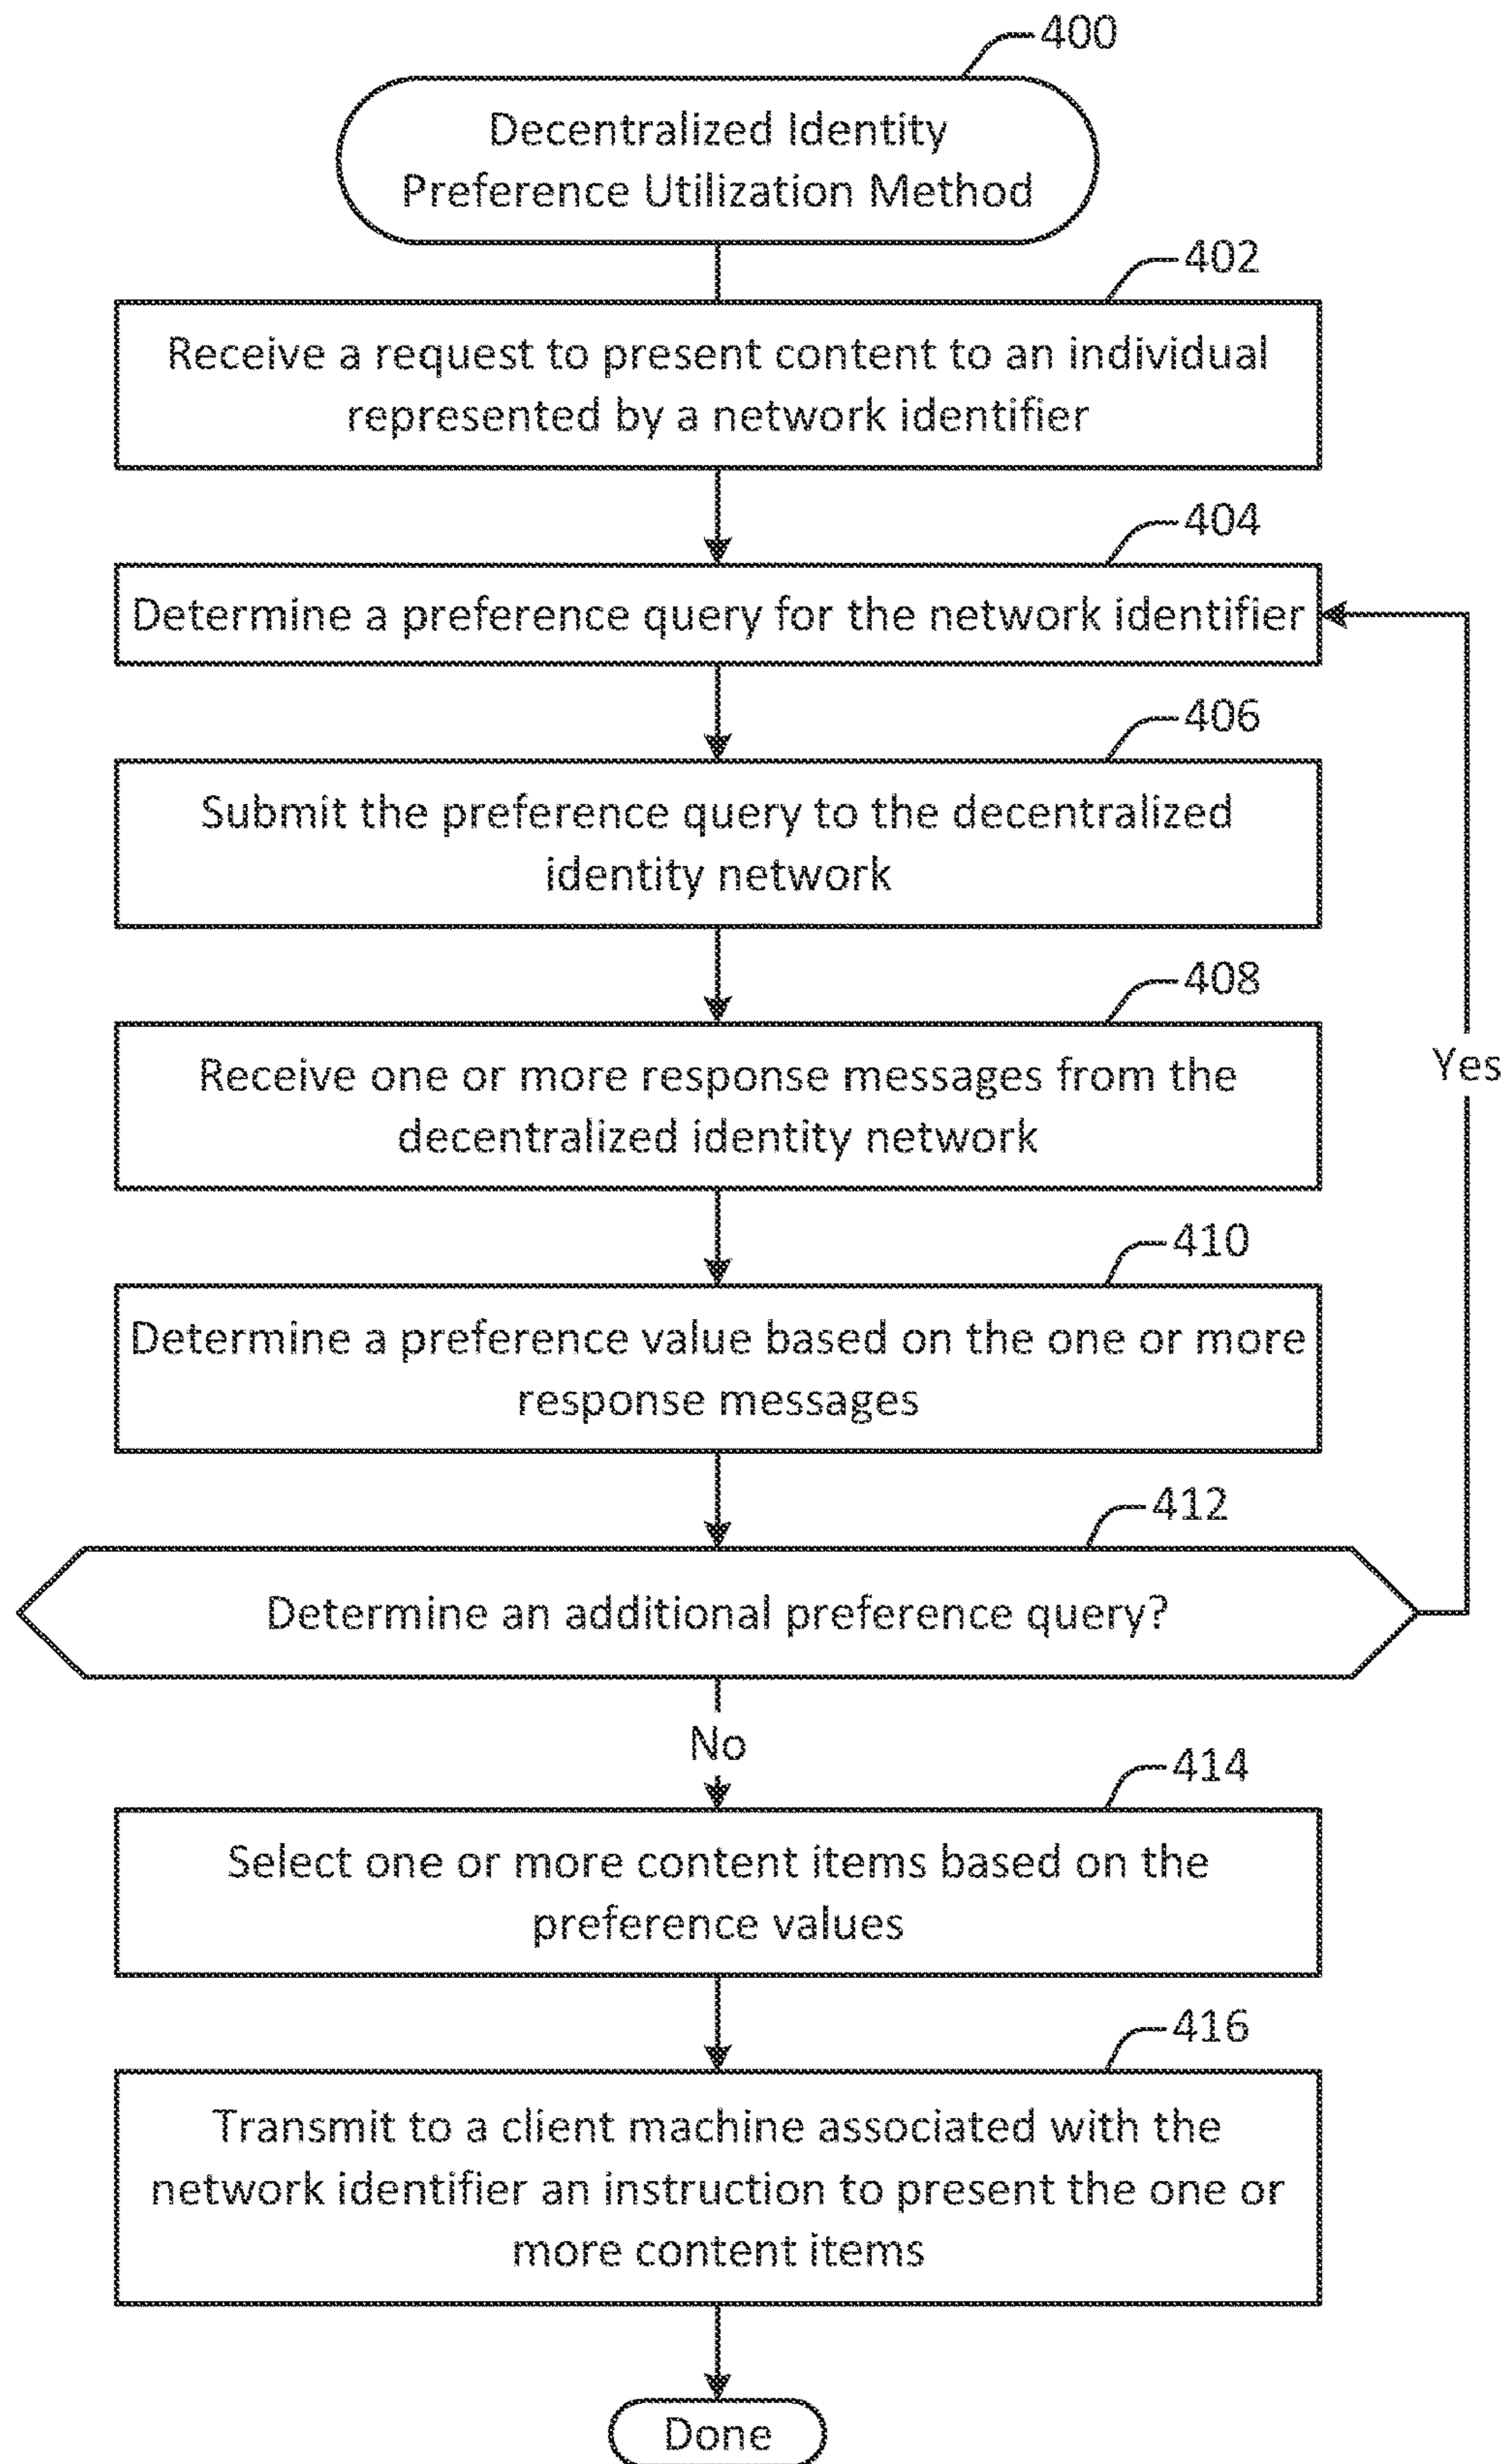 400
Decentralized Identity
Preference Utilization Method
402
Receive a request to present content to an individual
represented by a network identifier
404
Determine a preference query for the network identifier
406
Submit the preference query to the decentralized
identity network
408
Receive one or more response messages from the
decentralized identity network
Yes
410
Determine a preference value based on the one or more
response messages
412
Determine an additional preference query?
No
414
Select one or more content items based on the
preference values
416
Transmit to a client machine associated with the
network identifier an instruction to present the one or
more content items
Done